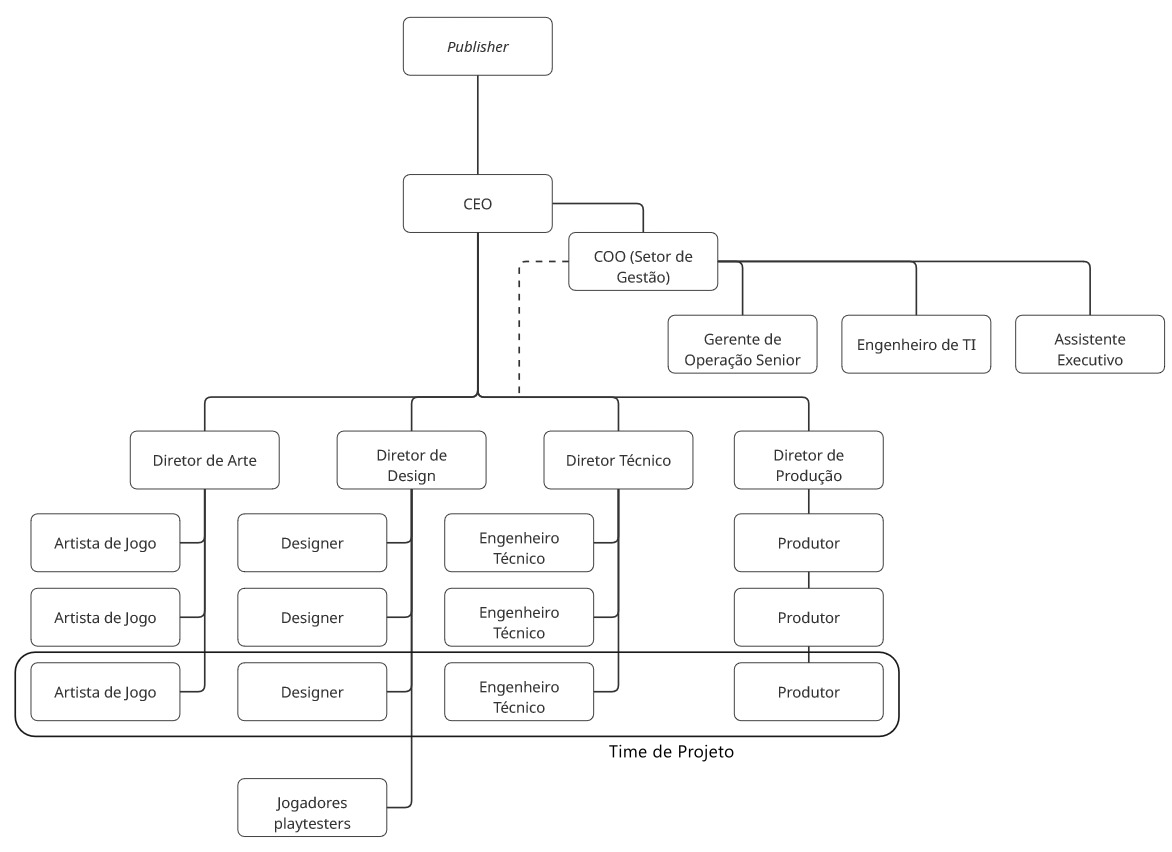 Publisher
CEO
COO (Setor de
Gestão)
Gerente de
Operação Senior
Engenheiro de TI
Assistente
Executivo
Diretor de Arte
Diretor de
Design
Diretor Técnico
Diretor de
Produção
Artista de Jogo
Designer
Engenheiro
Técnico
Produtor
Artista de Jogo
Designer
Engenheiro
Técnico
Produtor
Artista de Jogo
Designer
Engenheiro
Técnico
Produtor
Time de Projeto
Jogadores
playtesters